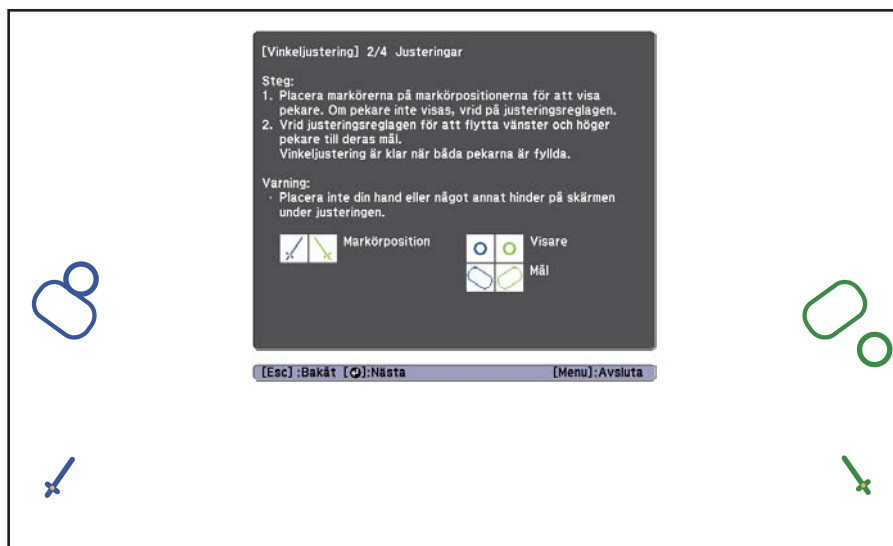 [Vinkeljustering] 2/4 Justeringar
Steg:
1. Placera markörerna på markörpositionerna för att visa
pekare. Om pekare inte visas, vrid på justeringsreglagen.
2. Vrid justeringsreglagen för att flytta vänster och höger
pekare till deras mål.
Vinkeljustering är klar när båda pekarna är fyllda.
Varning:
· Placera inte din hand eller något annat hinder på skärmen
under justeringen.
Markörposition
Visare
Mål
[Esc] :Bakåt [⏎]:Nästa [Menu]:Avsluta